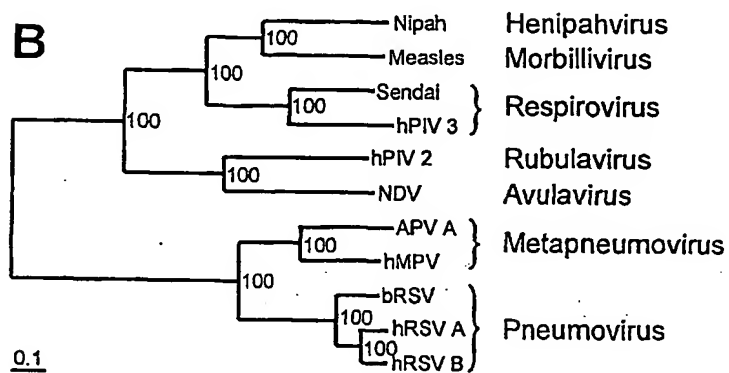 B
Nipah Henipahvirus
100
Measles Morbillivirus
100
Sendai
100 Respirovirus
hPIV 3
100
hPIV 2 Rubulavirus
100
NDV Avulavirus
APV A
100 Metapneumovirus
hMPV
100
bRSV
100
hRSV A Pneumovirus
100
hRSV B
0.1